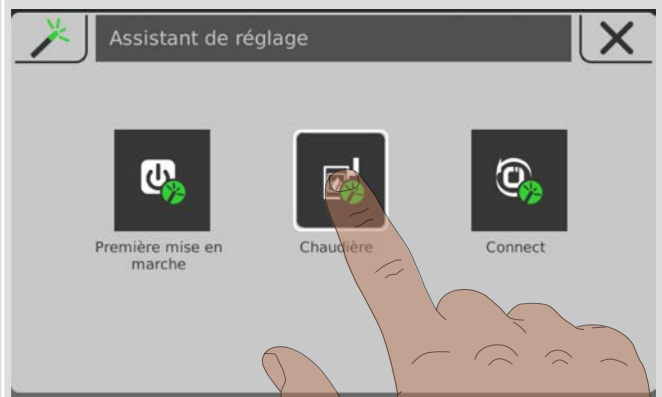 Assistant de réglage
Première mise en
marche
Chaudière
Connect